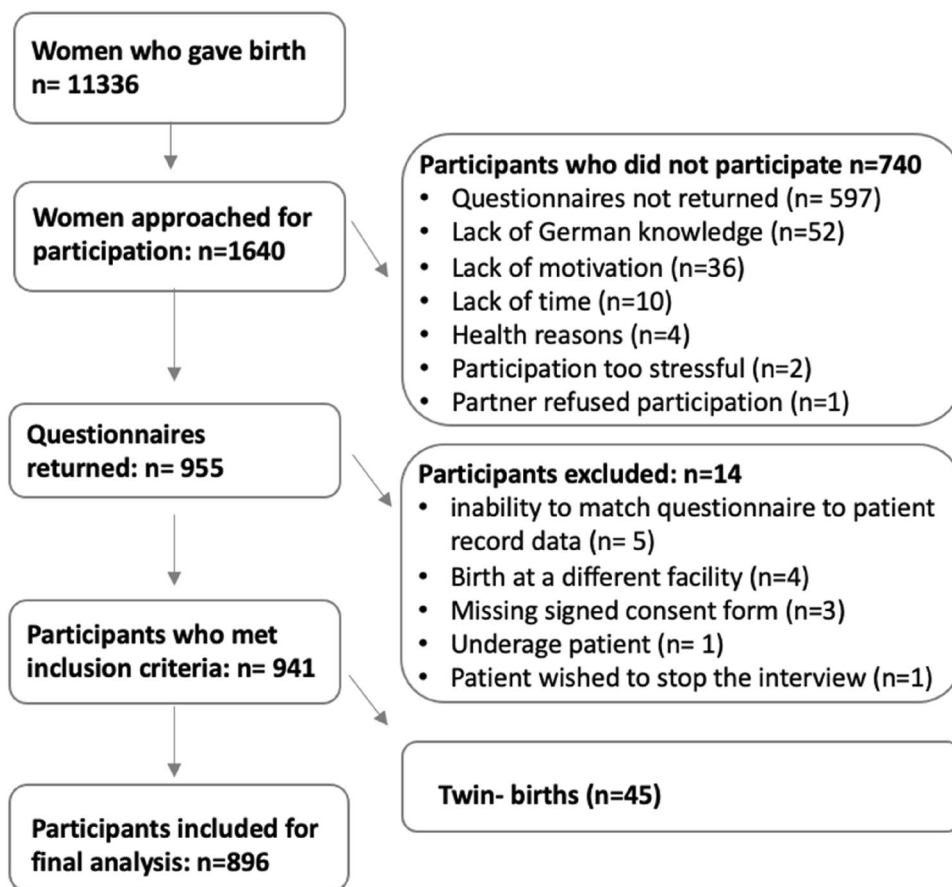 Women who gave birth
n= 11336
Women approached for
participation: n=1640
Participants who did not participate n=740
• Questionnaires not returned (n= 597)
• Lack of German knowledge (n=52)
• Lack of motivation (n=36)
• Lack of time (n=10)
• Health reasons (n=4)
• Participation too stressful (n=2)
• Partner refused participation (n=1)
Questionnaires
returned: n= 955
Participants excluded: n=14
• inability to match questionnaire to patient
record data (n= 5)
• Birth at a different facility (n=4)
• Missing signed consent form (n=3)
• Underage patient (n= 1)
• Patient wished to stop the interview (n=1)
Participants who met
inclusion criteria: n= 941
Twin- births (n=45)
Participants included for
final analysis: n=896